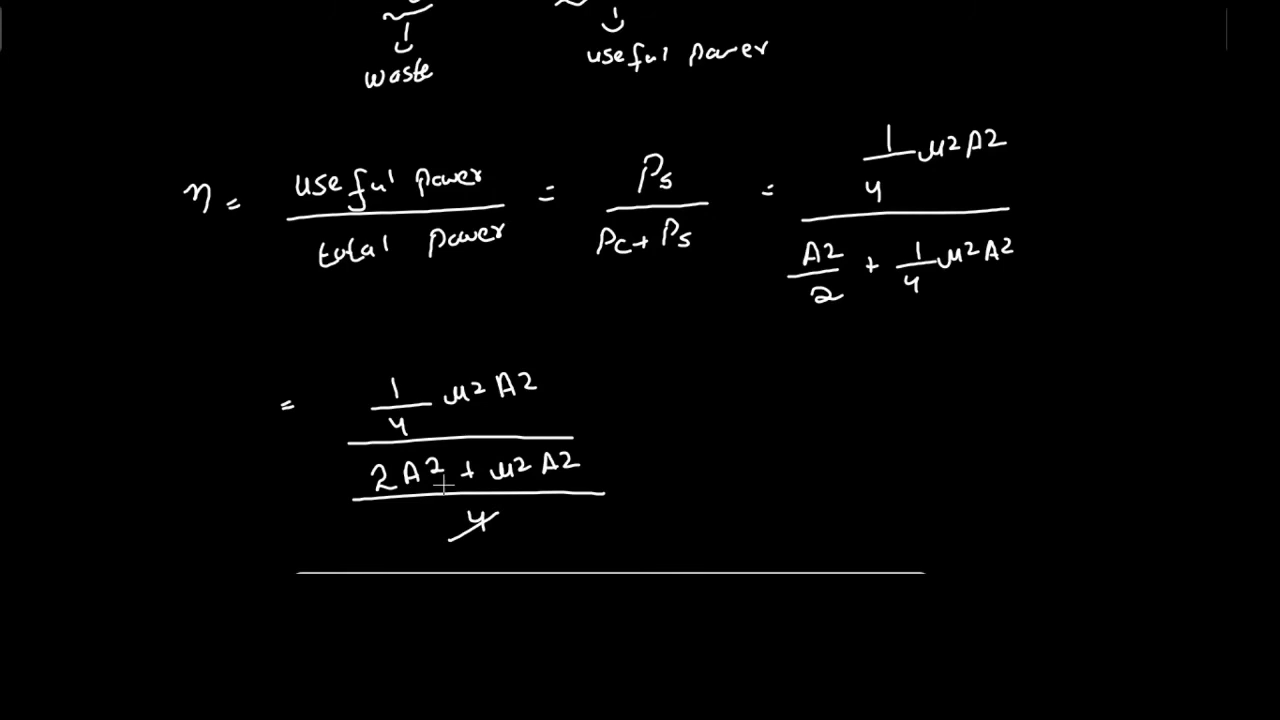 waste useful power
η = useful power / total power = Ps / Pc + Ps = 1/4 μ² A2 / A2/2 + 1/4 μ² A²
= 1/4 μ² A2 / 2A² + μ² A2 / 4